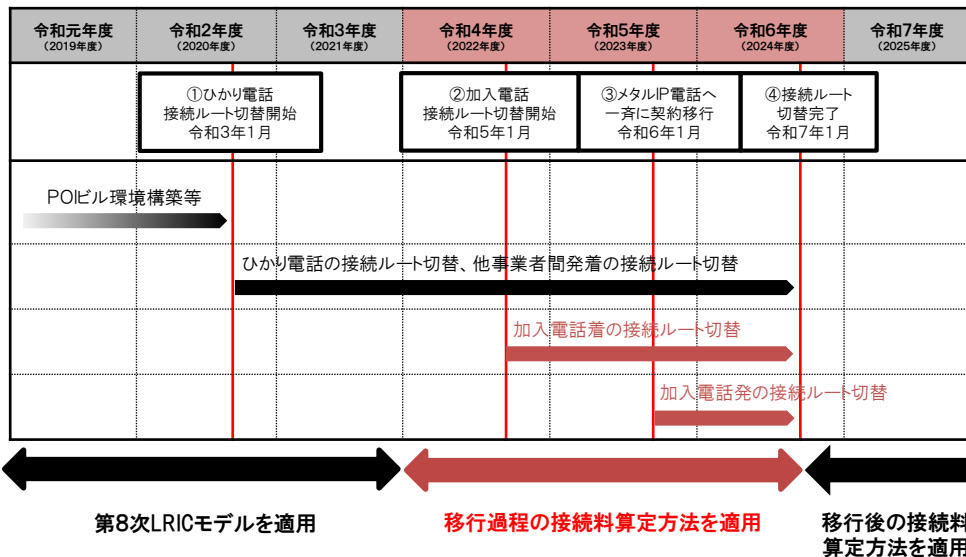 令和元年度
(2019年度)
令和2年度
(2020年度)
令和3年度
(2021年度)
令和4年度
(2022年度)
令和5年度
(2023年度)
令和6年度
(2024年度)
令和7年度
(2025年度)
①ひかり電話
接続ルート切替開始
令和3年1月
②加入電話
接続ルート切替開始
令和5年1月
③メタルIP電話へ
一斉に契約移行
令和6年1月
④接続ルート
切替完了
令和7年1月
POIビル環境構築等
ひかり電話の接続ルート切替、他事業者間発着の接続ルート切替
加入電話着の接続ルート切替
加入電話発の接続ルート切替
第8次LRICモデルを適用
移行過程の接続料算定方法を適用
移行後の接続料
算定方法を適用